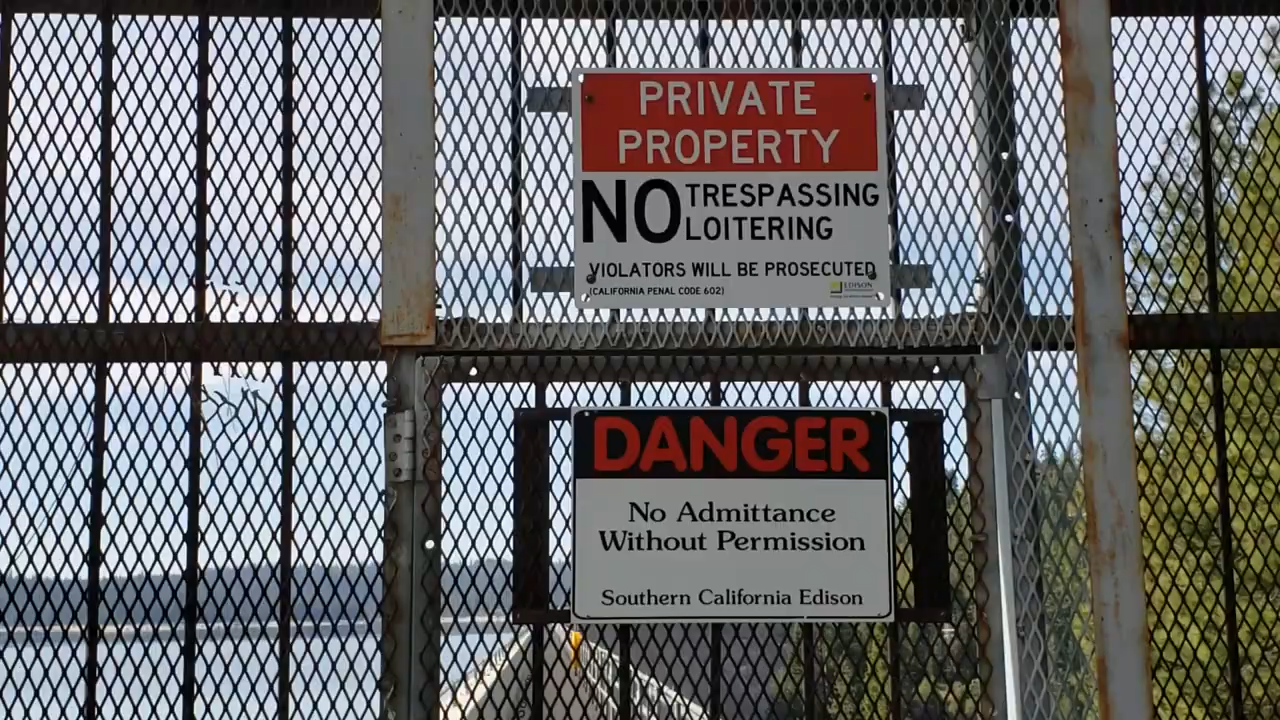 PRIVATE
PROPERTY
NO TRESPASSING
LOITERING
VIOLATORS WILL BE PROSECUTED
(CALIFORNIA PENAL CODE 602)
EDISON
DANGER
No Admittance
Without Permission
Southern California Edison